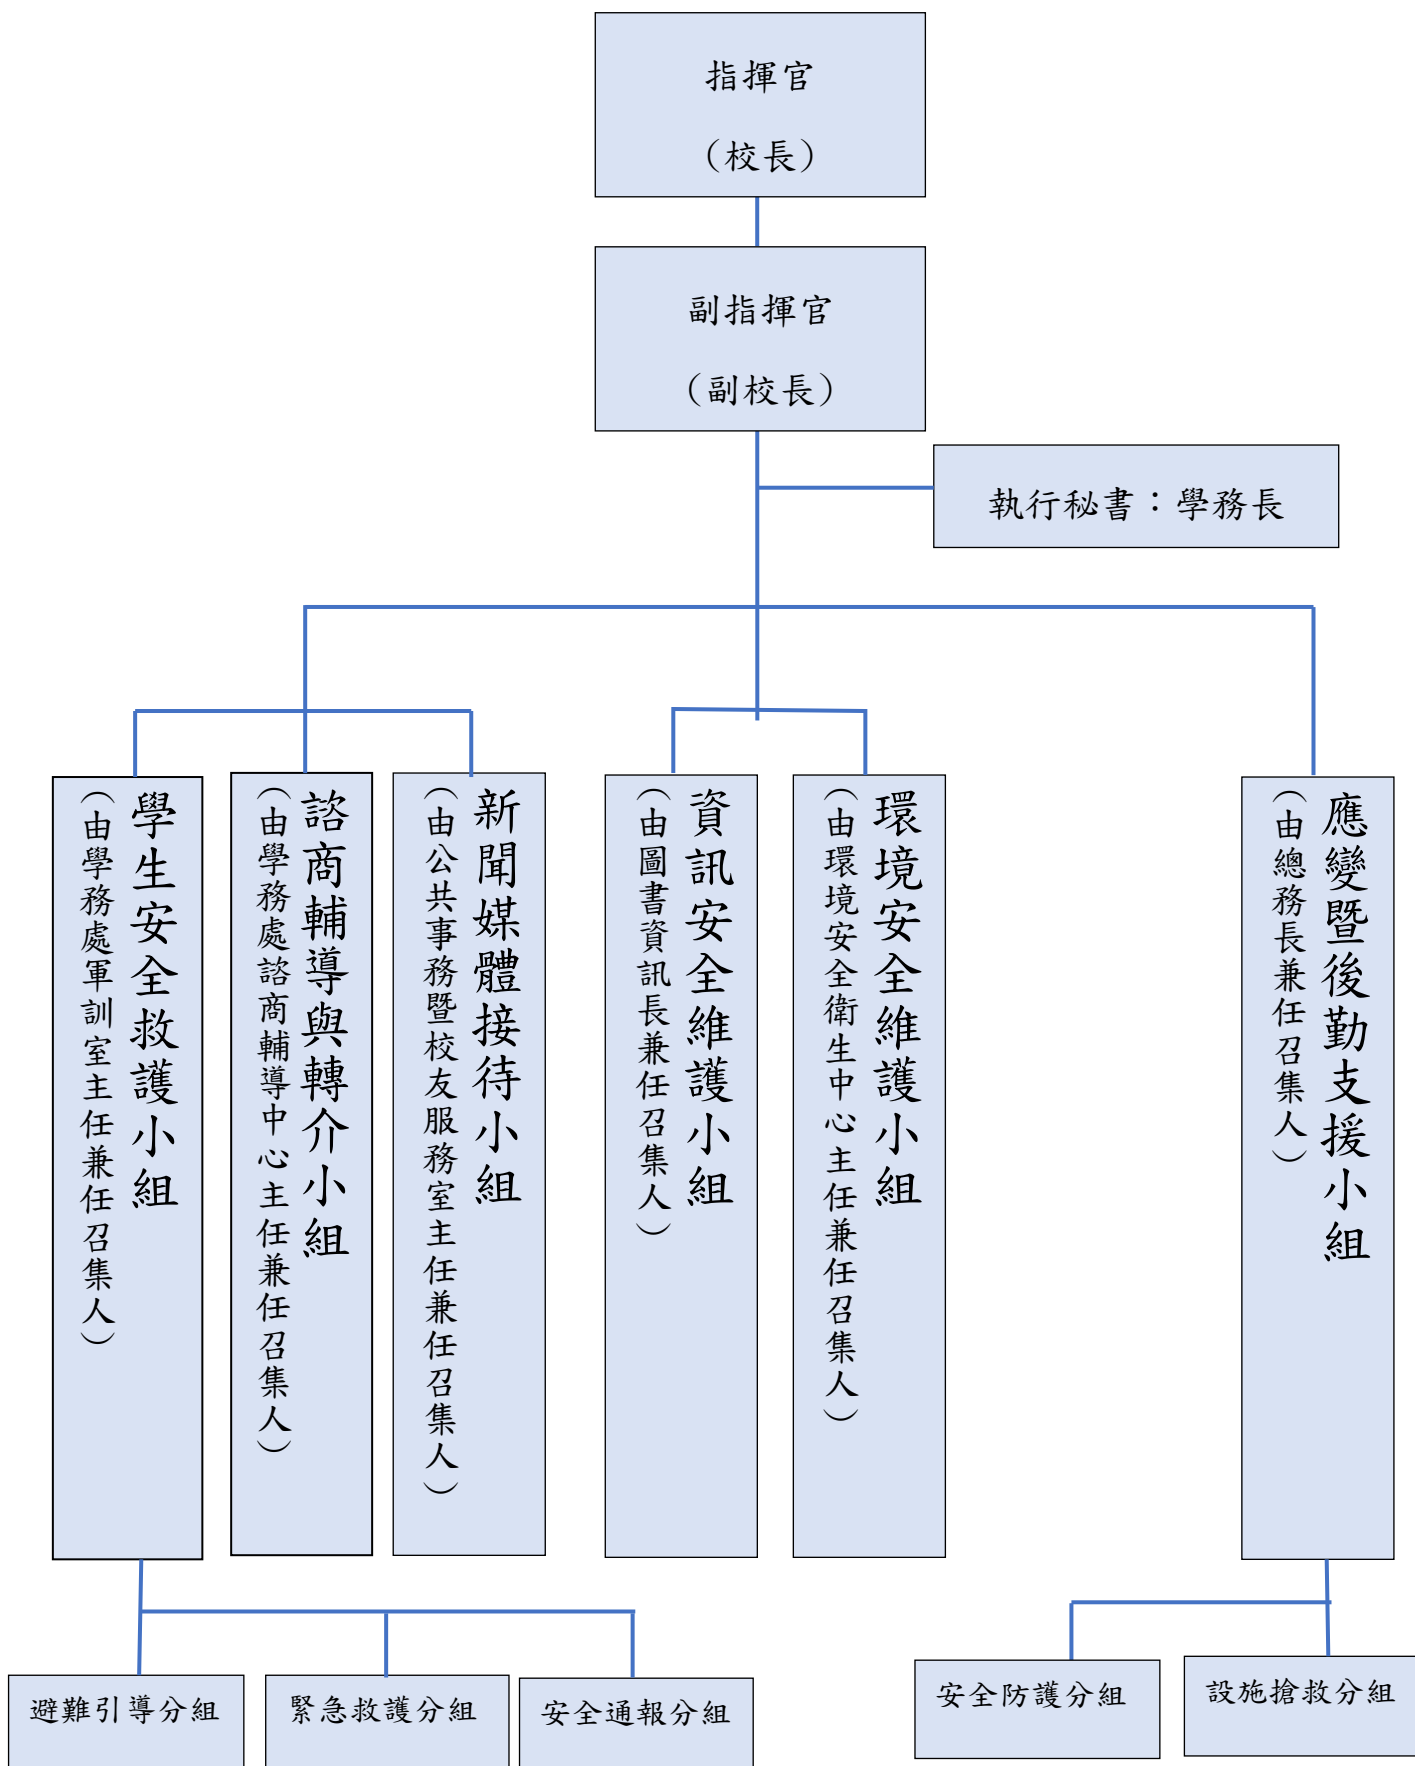 指揮官
（校長）
副指揮官
（副校長）
執行秘書：學務長
學生安全救護小組
（由學務處軍訓室主任兼任召集人）
諮商輔導與轉介小組
（由學務處諮商輔導中心主任兼任召集人）
新聞媒體接待小組
（由公共事務暨校友服務室主任兼任召集人）
資訊安全維護小組
（由圖書資訊長兼任召集人）
環境安全維護小組
（由環境安全衛生中心主任兼任召集人）
應變暨後勤支援小組
（由總務長兼任召集人）
避難引導分組
緊急救護分組
安全通報分組
安全防護分組
設施搶救分組